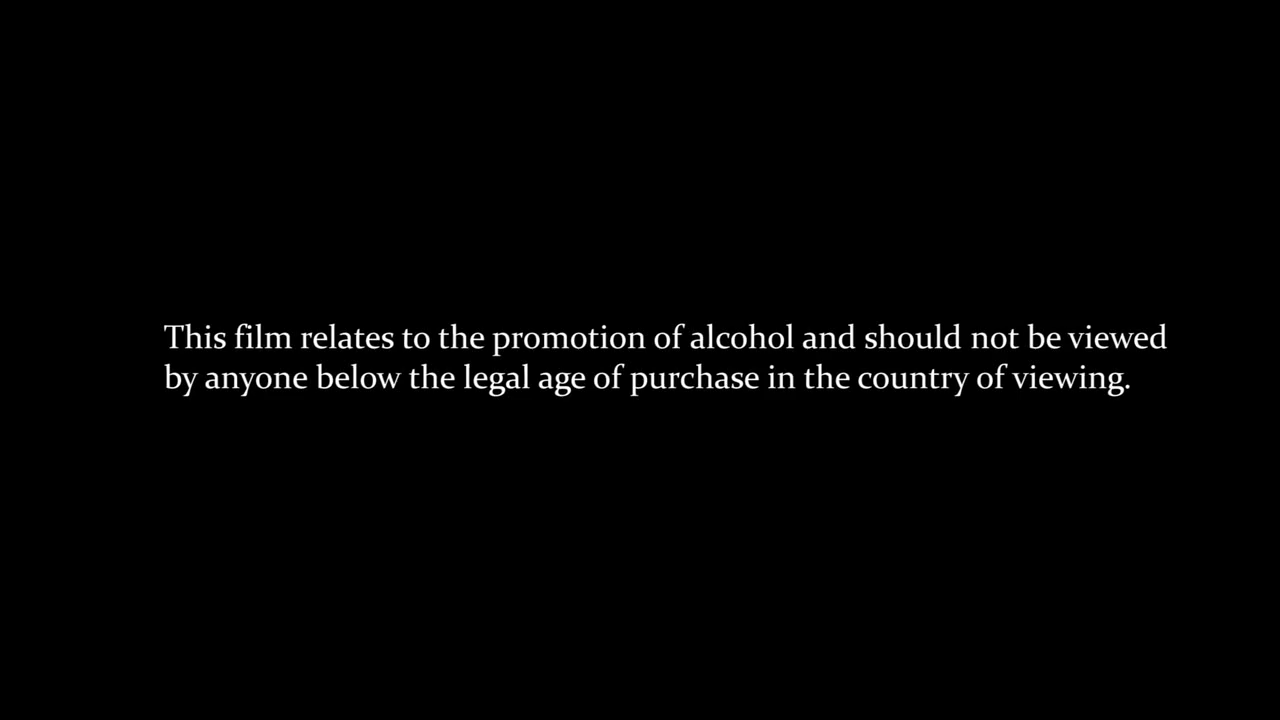 This film relates to the promotion of alcohol and should not be viewed
by anyone below the legal age of purchase in the country of viewing.